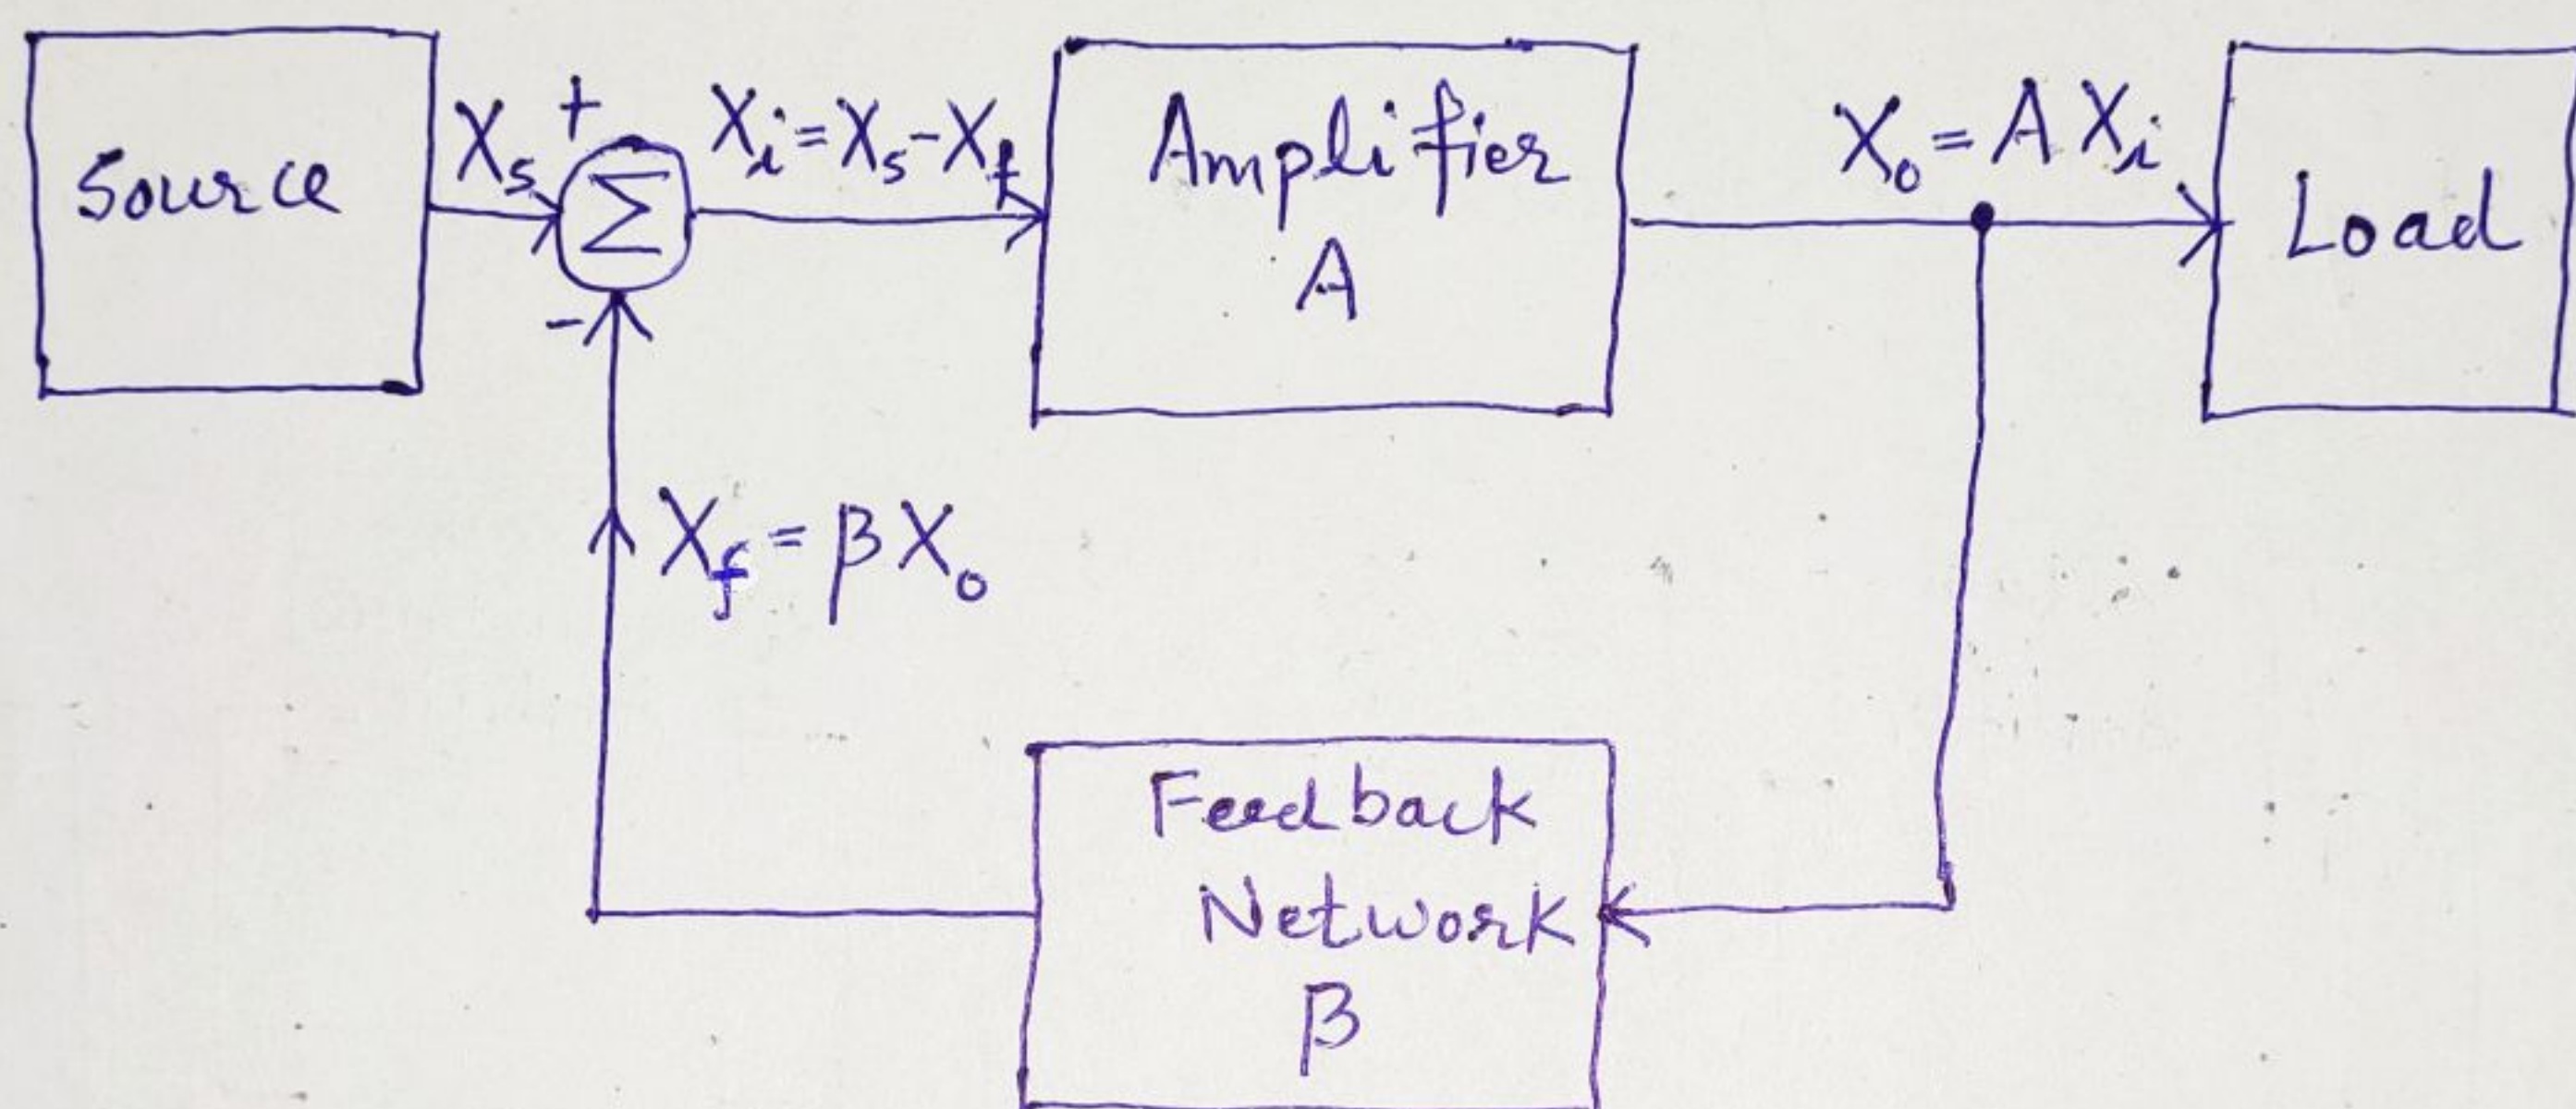 Source
Xs
+
Σ
-
Xi=Xs-Xf
Amplifier
A
Xo=AXi
Load
Xf=βXo
Feedback
Network
β